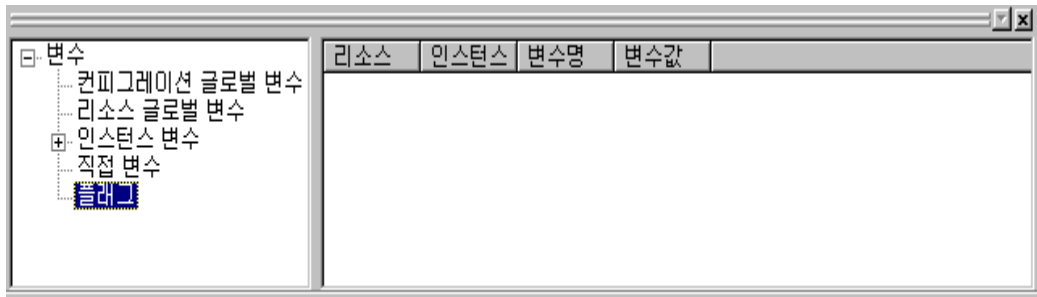 변수
컨피그레이션 글로벌 변수
리소스 글로벌 변수
인스턴스 변수
직접 변수
플래그
리소스 인스턴스 변수명 변수값